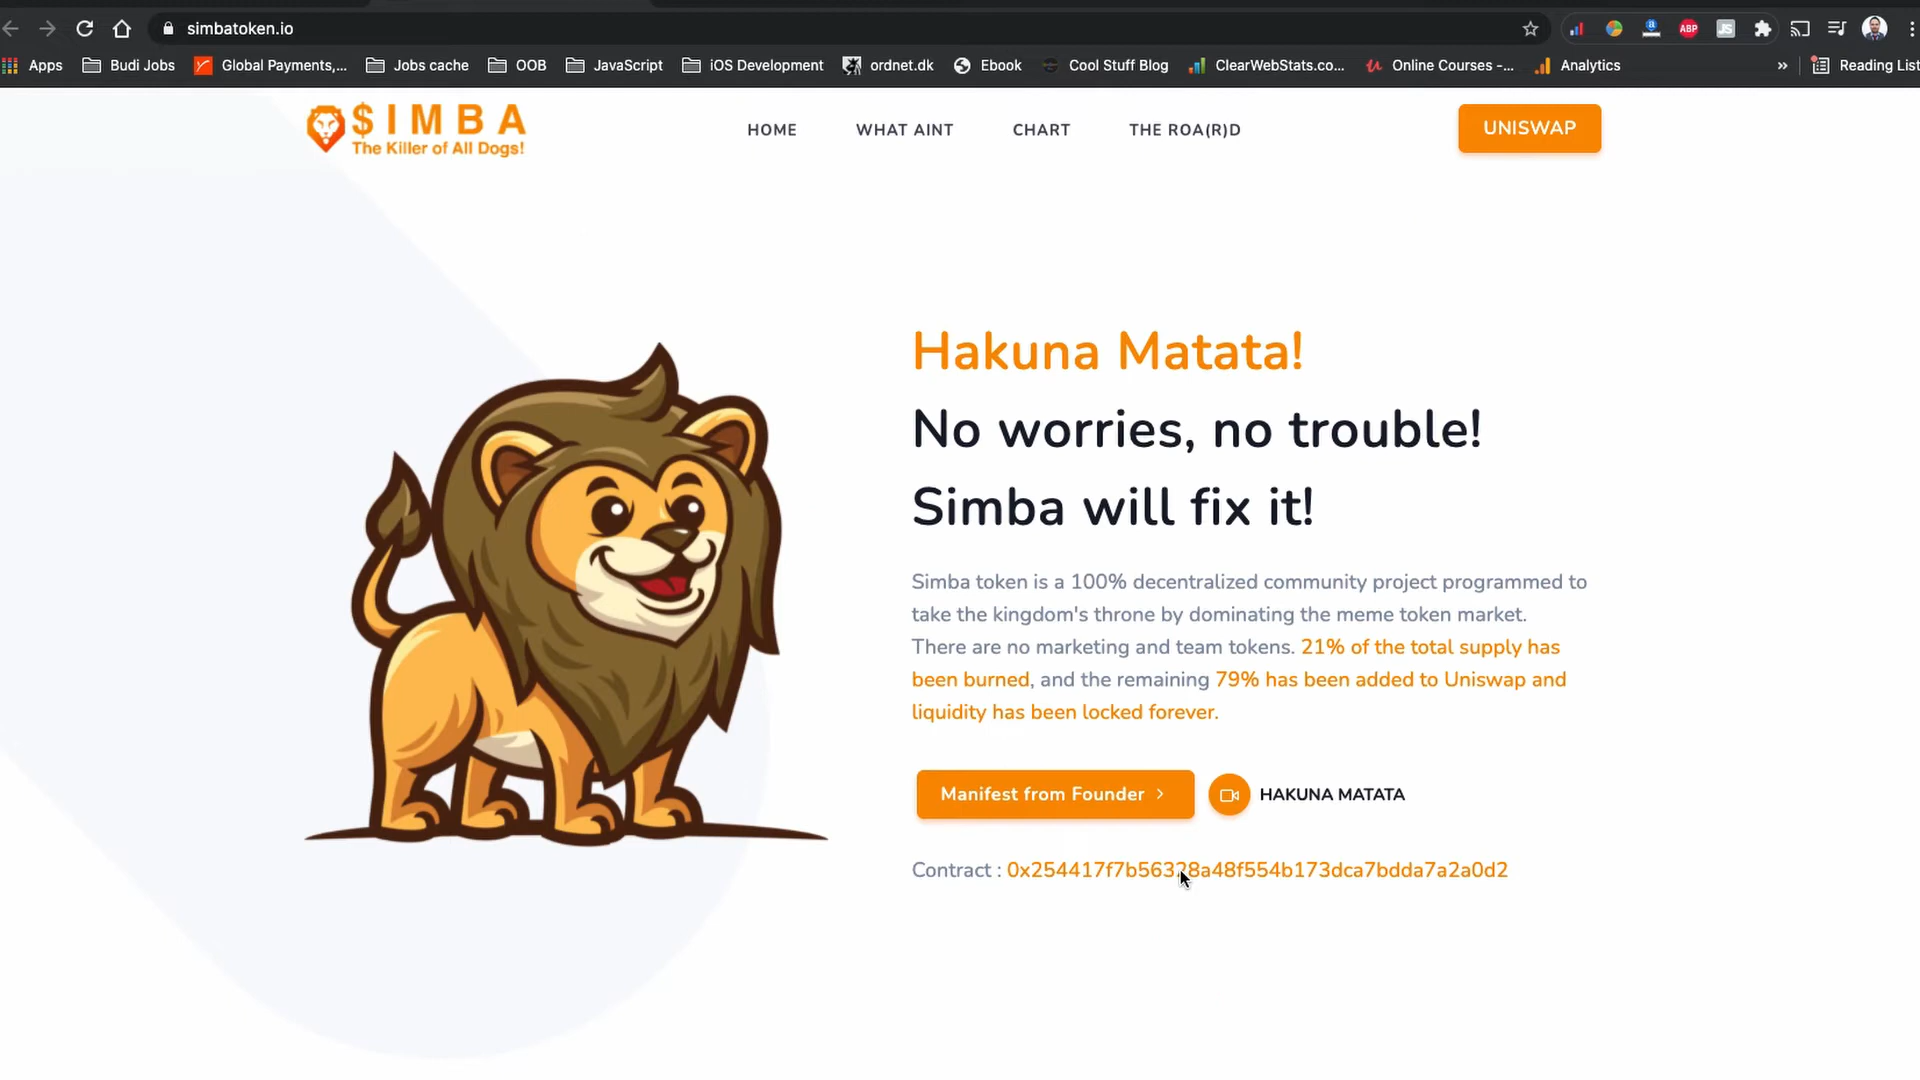 simbatoken.io
ABP
JS
Apps
Budi Jobs
Global Payments,...
Jobs cache
OOB
JavaScript
iOS Development
ordnet.dk
Ebook
Cool Stuff Blog
ClearWebStats.co...
Online Courses -...
Analytics
»
Reading List
$IMBA
The Killer of All Dogs!
HOME
WHAT AINT
CHART
THE ROA(R)D
UNISWAP
Hakuna Matata!
No worries, no trouble!
Simba will fix it!
Simba token is a 100% decentralized community project programmed to
take the kingdom's throne by dominating the meme token market.
There are no marketing and team tokens. 21% of the total supply has
been burned, and the remaining 79% has been added to Uniswap and
liquidity has been locked forever.
Manifest from Founder
HAKUNA MATATA
Contract : 0x254417f7b56328a48f554b173dca7bdda7a2a0d2